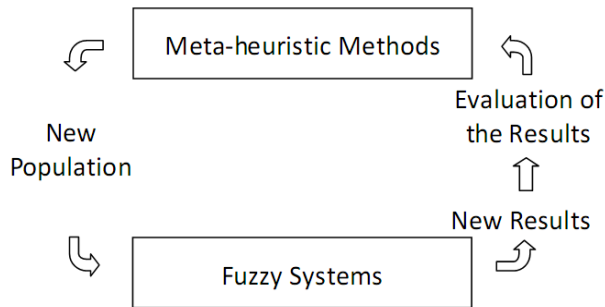 Meta-heuristic Methods
Evaluation of
the Results
New
Population
New Results
Fuzzy Systems